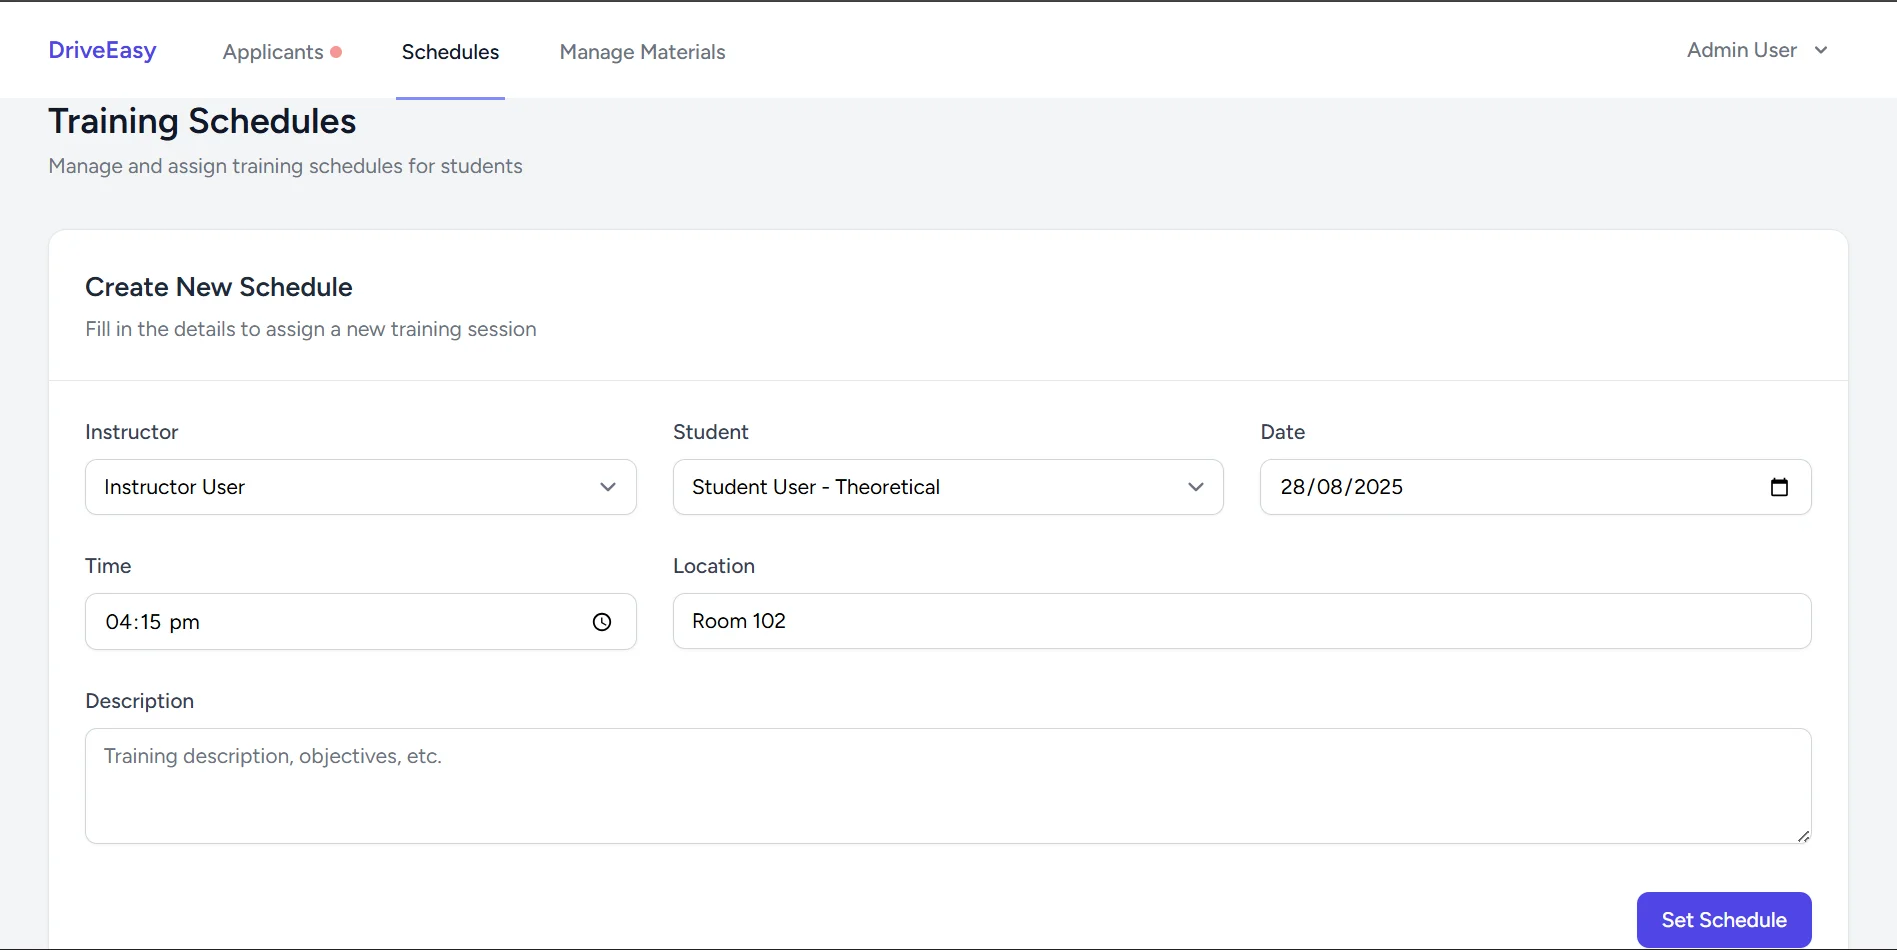 DriveEasy Applicants Schedules Manage Materials Admin User
Training Schedules
Manage and assign training schedules for students
Create New Schedule
Fill in the details to assign a new training session
Instructor Student Date
Instructor User Student User - Theoretical 28/08/2025
Time Location
04:15 pm Room 102
Description
Training description, objectives, etc.
Set Schedule